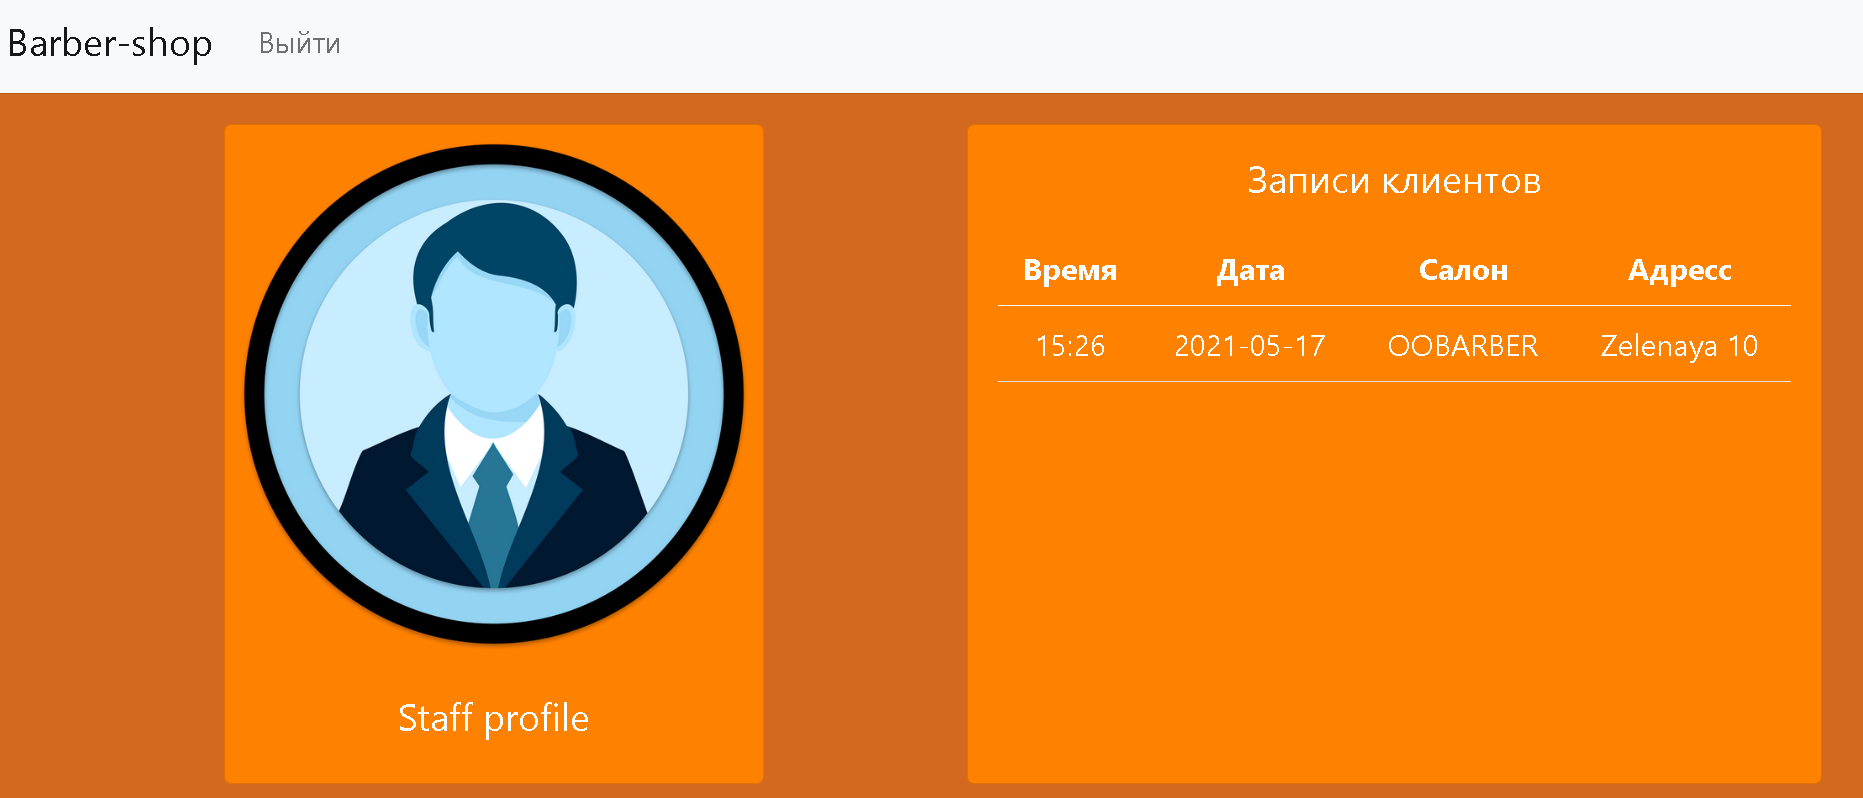 Barber-shop Выйти
Staff profile
Записи клиентов
Время Дата Салон Адресс
15:26 2021-05-17 OOBARBER Zelenaya 10